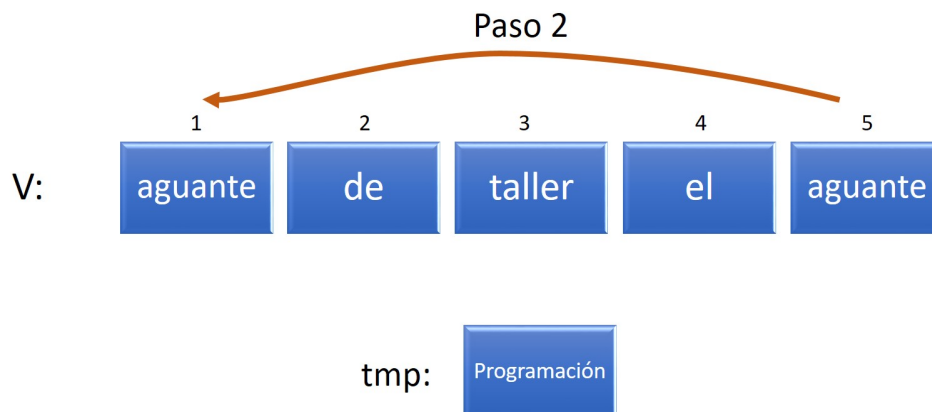 Paso 2
1 2 3 4 5
V: aguante de taller el aguante
tmp: Programación